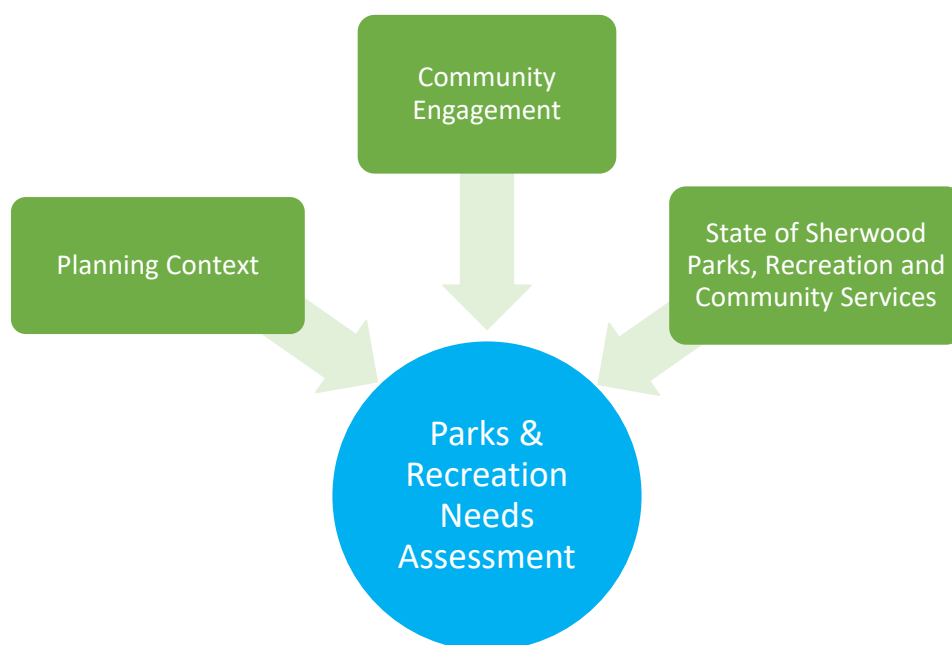 Community
Engagement
Planning Context
State of Sherwood
Parks, Recreation and
Community Services
Parks &
Recreation
Needs
Assessment